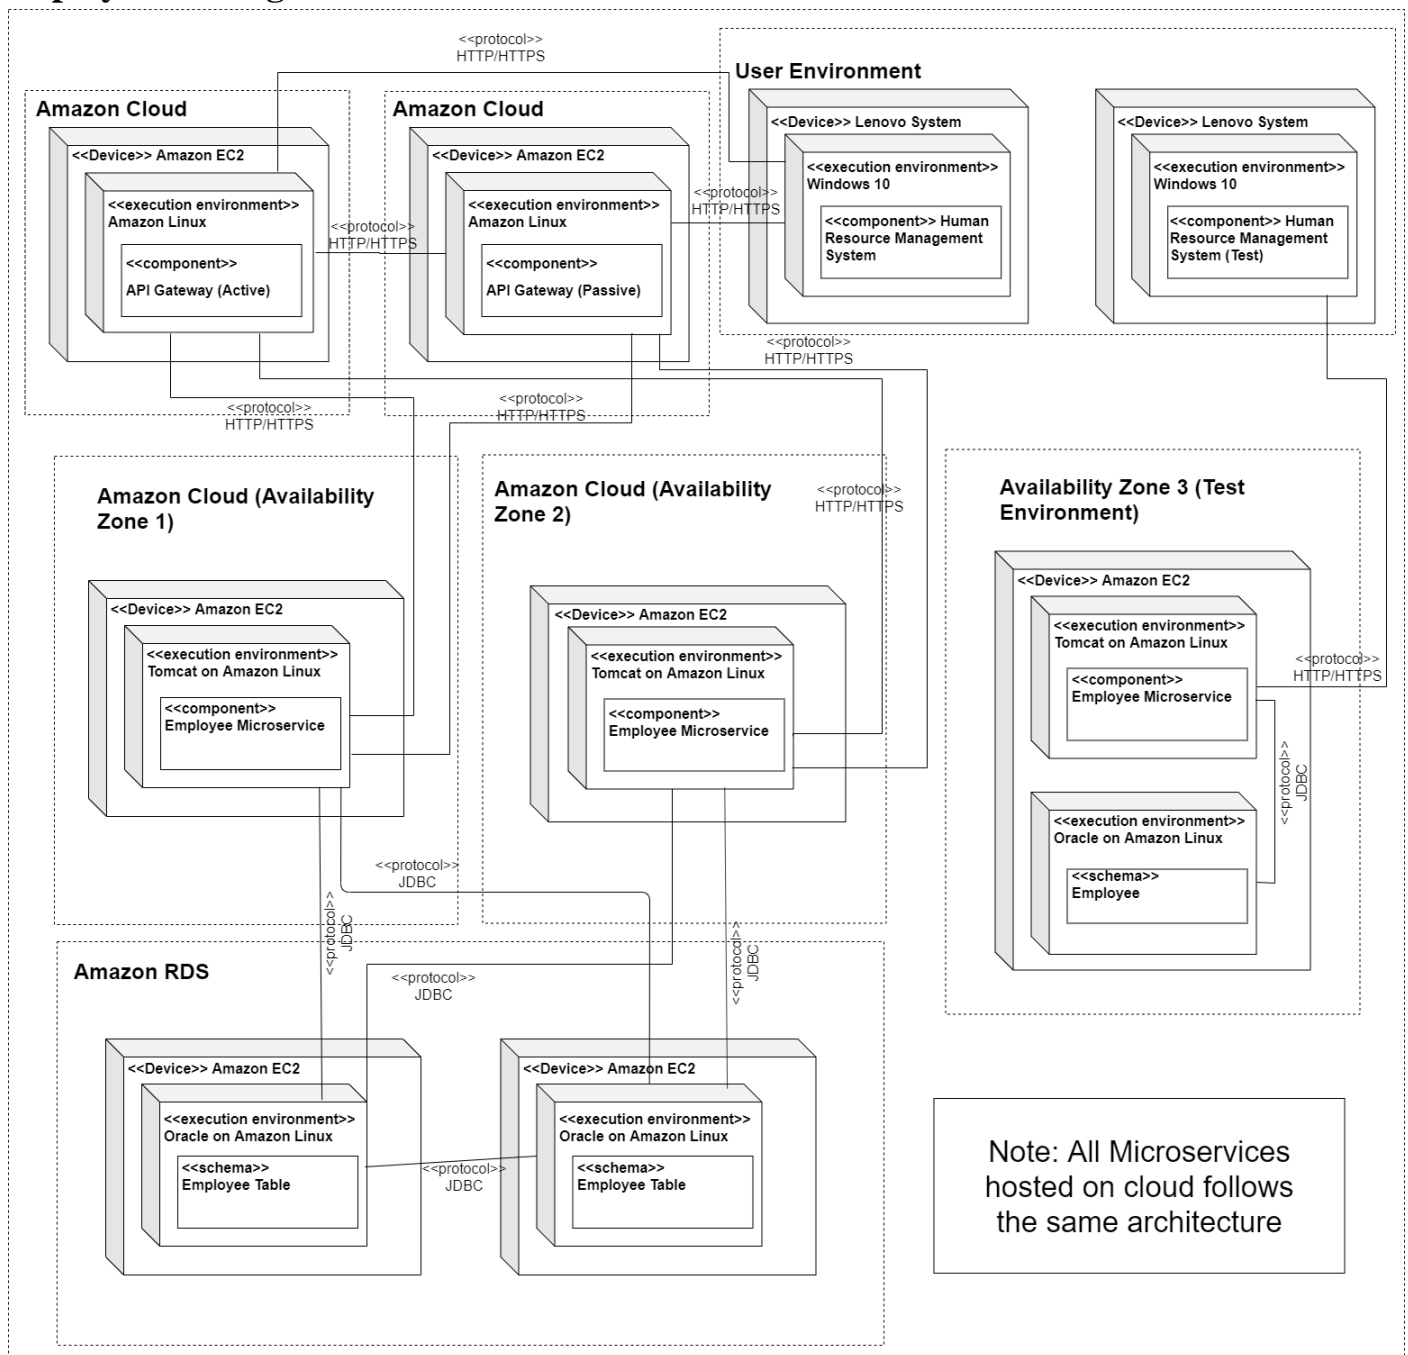 <<protocol>>
HTTP/HTTPS
User Environment
Amazon Cloud
<<Device>> Amazon EC2
<<execution environment>>
Amazon Linux
<<component>>
API Gateway (Active)
<<protocol>>
HTTP/HTTPS
Amazon Cloud
<<Device>> Amazon EC2
<<execution environment>>
Amazon Linux
<<component>>
API Gateway (Passive)
<<protocol>>
HTTP/HTTPS
<<Device>> Lenovo System
<<execution environment>>
Windows 10
<<component>> Human
Resource Management
System
<<Device>> Lenovo System
<<execution environment>>
Windows 10
<<component>> Human
Resource Management
System (Test)
<<protocol>>
HTTP/HTTPS
<<protocol>>
HTTP/HTTPS
<<protocol>>
HTTP/HTTPS
Amazon Cloud (Availability
Zone 1)
<<Device>> Amazon EC2
<<execution environment>>
Tomcat on Amazon Linux
<<component>>
Employee Microservice
Amazon Cloud (Availability
Zone 2)
<<protocol>>
HTTP/HTTPS
<<Device>> Amazon EC2
<<execution environment>>
Tomcat on Amazon Linux
<<component>>
Employee Microservice
Availability Zone 3 (Test
Environment)
<<Device>> Amazon EC2
<<execution environment>>
Tomcat on Amazon Linux
<<component>>
Employee Microservice
<<protocol>>
HTTP/HTTPS
<<protocol>>
JDBC
<<execution environment>>
Oracle on Amazon Linux
<<schema>>
Employee
<<protocol>>
JDBC
<<protocol>>
JDBC
<<protocol>>
JDBC
Amazon RDS
<<protocol>>
JDBC
<<Device>> Amazon EC2
<<execution environment>>
Oracle on Amazon Linux
<<schema>>
Employee Table
<<protocol>>
JDBC
<<Device>> Amazon EC2
<<execution environment>>
Oracle on Amazon Linux
<<schema>>
Employee Table
Note: All Microservices
hosted on cloud follows
the same architecture